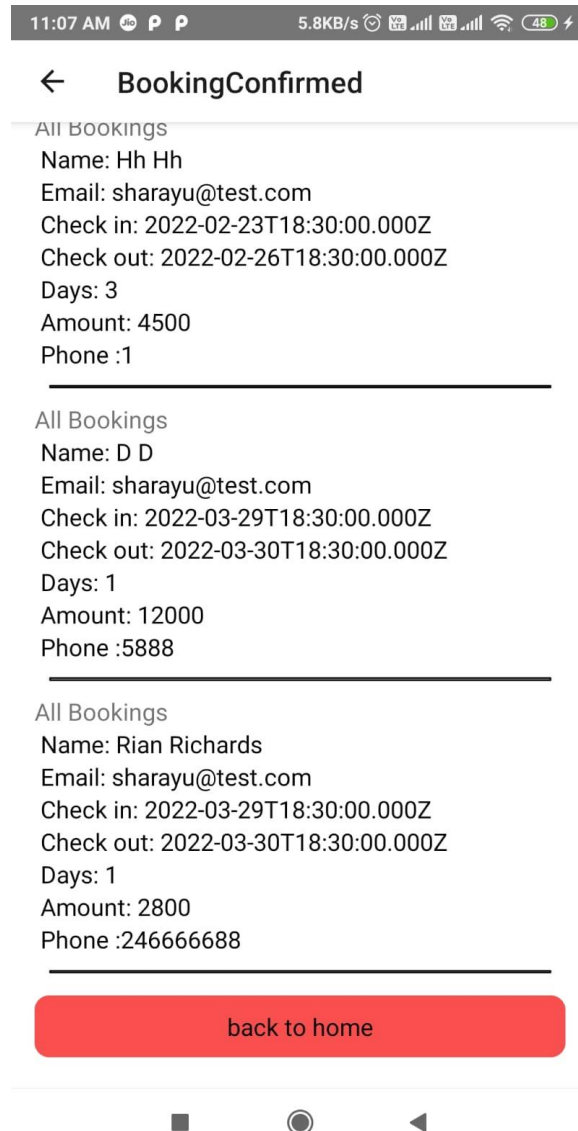 11:07 AM Jio P P 5.8KB/s Vo LTE Vo LTE 48
BookingConfirmed
All Bookings
Name: Hh Hh
Email: sharayu@test.com
Check in: 2022-02-23T18:30:00.000Z
Check out: 2022-02-26T18:30:00.000Z
Days: 3
Amount: 4500
Phone :1
All Bookings
Name: D D
Email: sharayu@test.com
Check in: 2022-03-29T18:30:00.000Z
Check out: 2022-03-30T18:30:00.000Z
Days: 1
Amount: 12000
Phone :5888
All Bookings
Name: Rian Richards
Email: sharayu@test.com
Check in: 2022-03-29T18:30:00.000Z
Check out: 2022-03-30T18:30:00.000Z
Days: 1
Amount: 2800
Phone :246666688
back to home